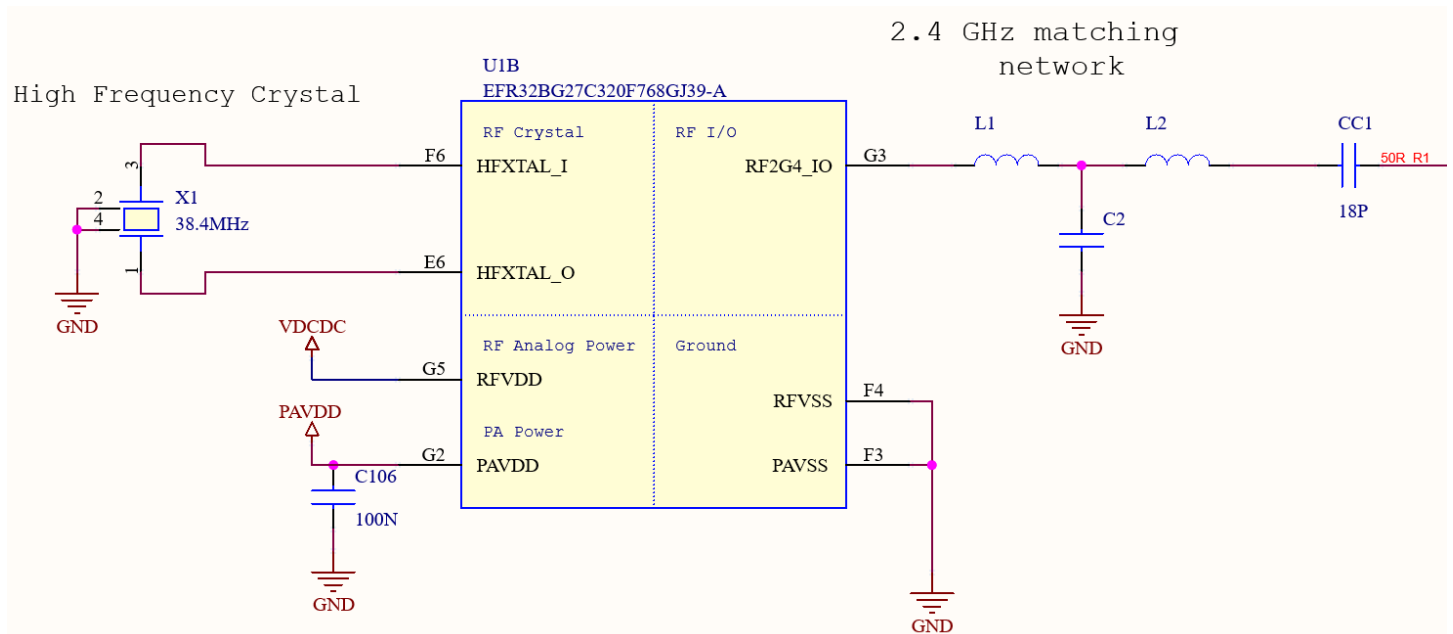 2.4 GHz matching
network
High Frequency Crystal
U1B
EFR32BG27C320F768GJ39-A
RF Crystal
RF I/O
L1
L2
CC1
3
F6
HFXTAL_I
RF2G4_IO
G3
50R R1
2
X1
4
38.4MHz
18P
C2
1
E6
HFXTAL_O
GND
VDCDC
RF Analog Power
Ground
GND
G5
RFVDD
F4
RFVSS
PAVDD
PA Power
G2
PAVDD
F3
PAVSS
C106
100N
GND
GND